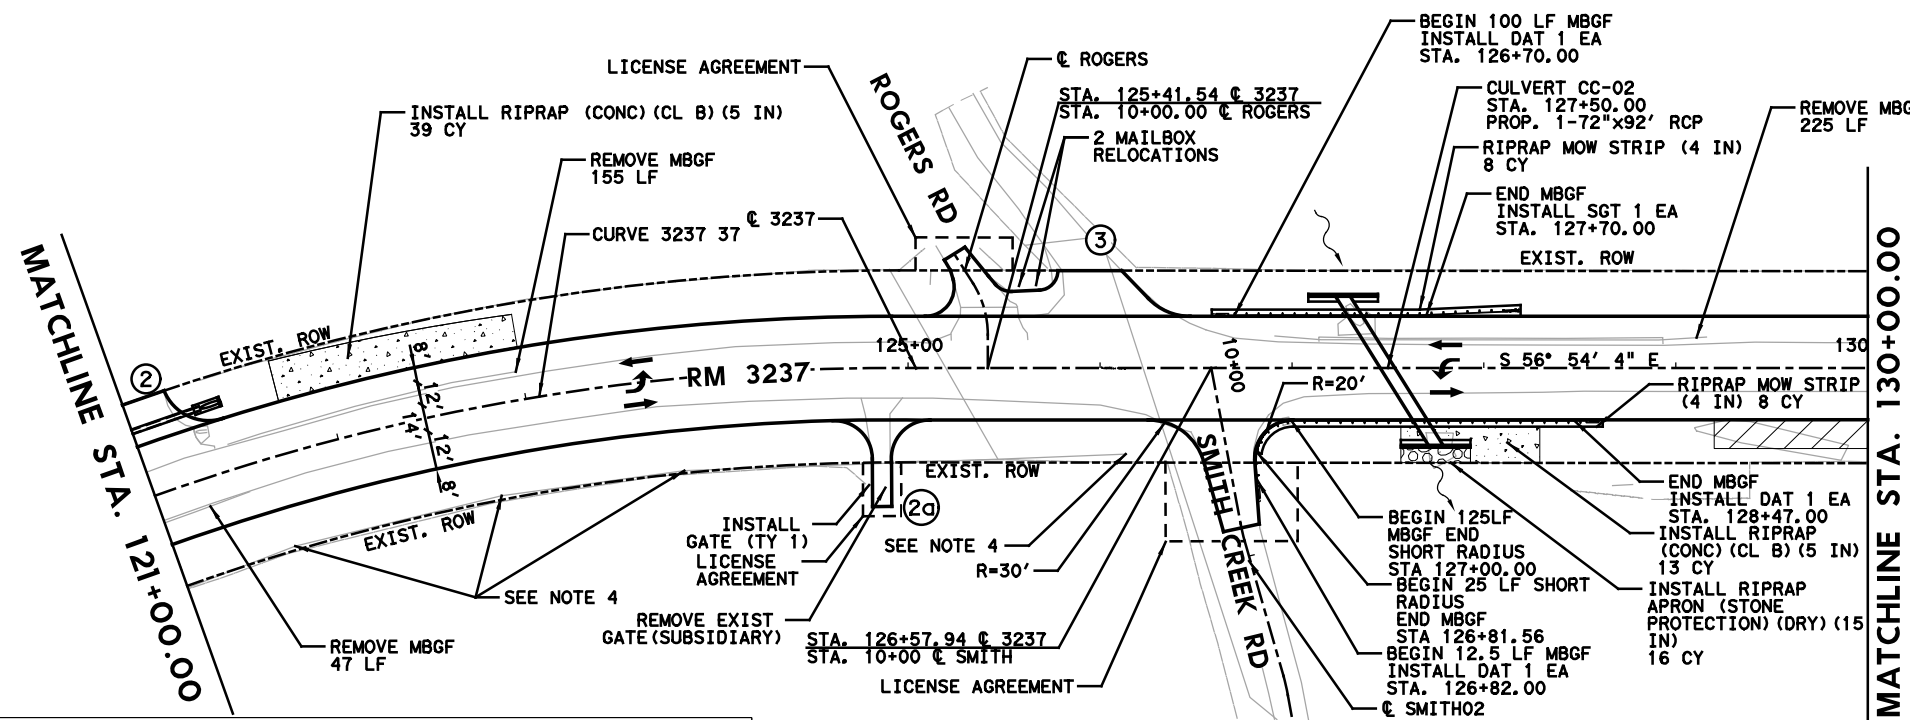 LICENSE AGREEMENT
INSTALL RIPRAP (CONC)(CL B)(5 IN)
39 CY
REMOVE MBGF
155 LF
CURVE 3237 37
℄ 3237
ROGERS RD
℄ ROGERS
STA. 125+41.54 ℄ 3237
STA. 10+00.00 ℄ ROGERS
2 MAILBOX
RELOCATIONS
BEGIN 100 LF MBGF
INSTALL DAT 1 EA
STA. 126+70.00
CULVERT CC-02
STA. 127+50.00
PROP. 1-72"x92' RCP
RIPRAP MOW STRIP (4 IN)
8 CY
END MBGF
INSTALL SGT 1 EA
STA. 127+70.00
REMOVE MBG
225 LF
EXIST. ROW
MATCHLINE STA. 121+00.00
2
EXIST. ROW
8'
12'
14'
12'
8'
RM 3237
125+00
3
10+00
S 56° 54' 4" E
130
R=20'
RIPRAP MOW STRIP
(4 IN) 8 CY
MATCHLINE STA. 130+00.00
EXIST. ROW
EXIST. ROW
SEE NOTE 4
REMOVE MBGF
47 LF
INSTALL
GATE (TY 1)
LICENSE
AGREEMENT
2a
REMOVE EXIST
GATE(SUBSIDIARY)
SEE NOTE 4
R=30'
STA. 126+57.94 ℄ 3237
STA. 10+00 ℄ SMITH
LICENSE AGREEMENT
SMITH CREEK RD
BEGIN 125LF
MBGF END
SHORT RADIUS
STA 127+00.00
BEGIN 25 LF SHORT
RADIUS
END MBGF
STA 126+81.56
BEGIN 12.5 LF MBGF
INSTALL DAT 1 EA
STA. 126+82.00
℄ SMITH02
END MBGF
INSTALL DAT 1 EA
STA. 128+47.00
INSTALL RIPRAP
(CONC)(CL B)(5 IN)
13 CY
INSTALL RIPRAP
APRON (STONE
PROTECTION)(DRY)(15
IN)
16 CY